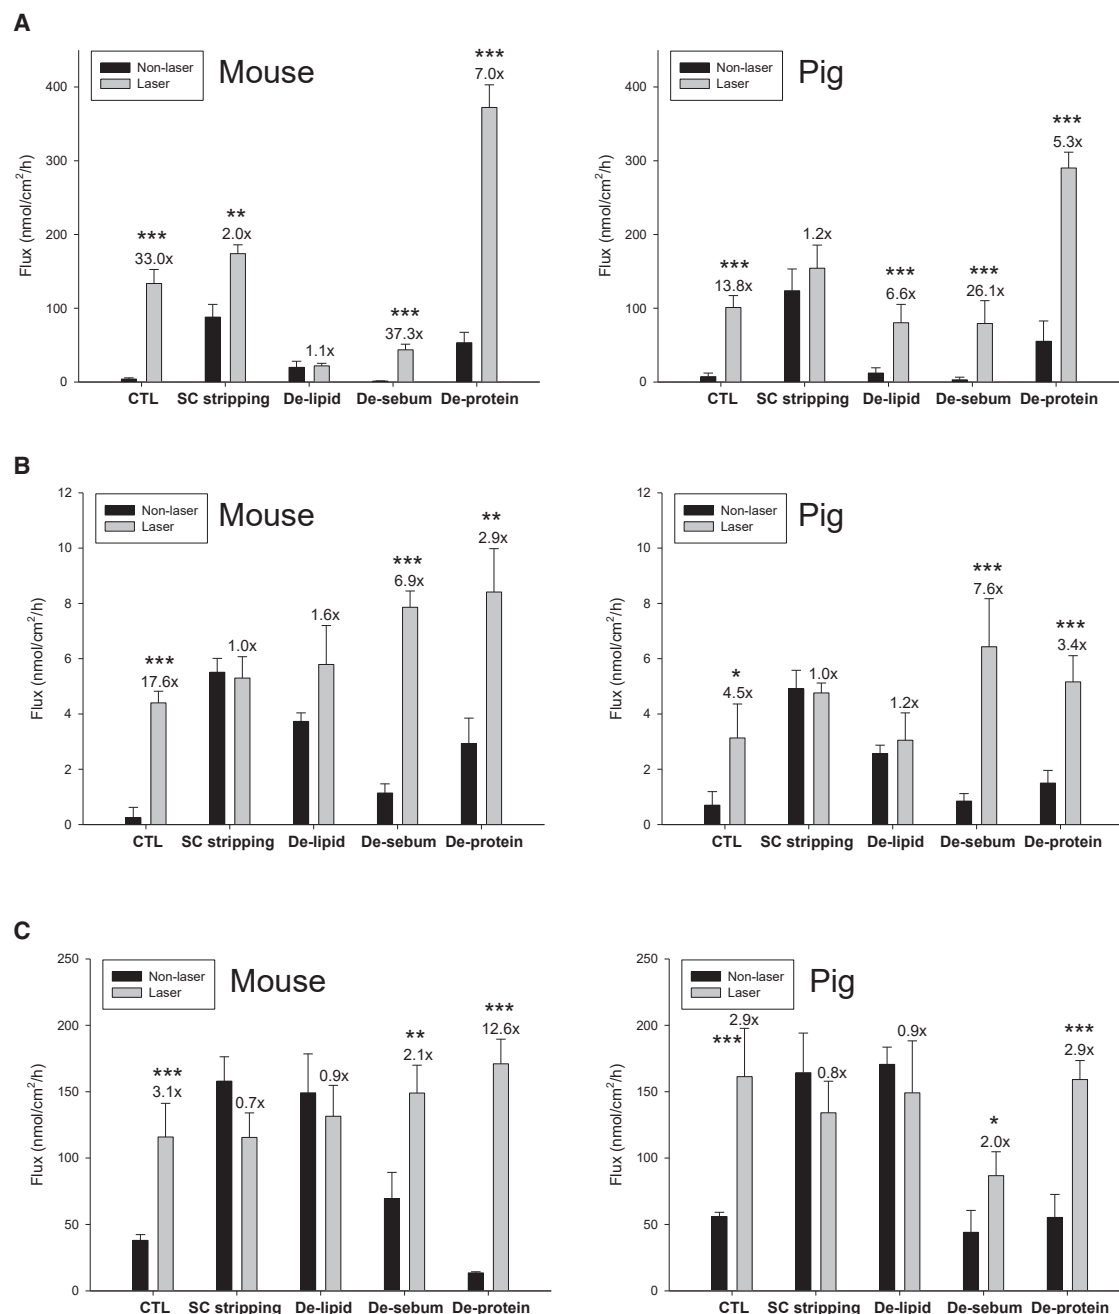 A
Non-laser
Laser
Mouse
Flux (nmol/cm²/h)
400
300
200
100
0
***
33.0x
**
2.0x
1.1x
***
37.3x
***
7.0x
CTL SC stripping De-lipid De-sebum De-protein
Non-laser
Laser
Pig
Flux (nmol/cm²/h)
400
300
200
100
0
***
13.8x
1.2x
***
6.6x
***
26.1x
***
5.3x
CTL SC stripping De-lipid De-sebum De-protein
B
Non-laser
Laser
Mouse
Flux (nmol/cm²/h)
12
10
8
6
4
2
0
***
17.6x
1.0x
1.6x
***
6.9x
**
2.9x
CTL SC stripping De-lipid De-sebum De-protein
Non-laser
Laser
Pig
Flux (nmol/cm²/h)
12
10
8
6
4
2
0
*
4.5x
1.0x
1.2x
***
7.6x
***
3.4x
CTL SC stripping De-lipid De-sebum De-protein
C
Non-laser
Laser
Mouse
Flux (nmol/cm²/h)
250
200
150
100
50
0
***
3.1x
0.7x
0.9x
**
2.1x
***
12.6x
CTL SC stripping De-lipid De-sebum De-protein
Non-laser
Laser
Pig
Flux (nmol/cm²/h)
250
200
150
100
50
0
2.9x
***
0.8x
0.9x
*
2.0x
***
2.9x
CTL SC stripping De-lipid De-sebum De-protein